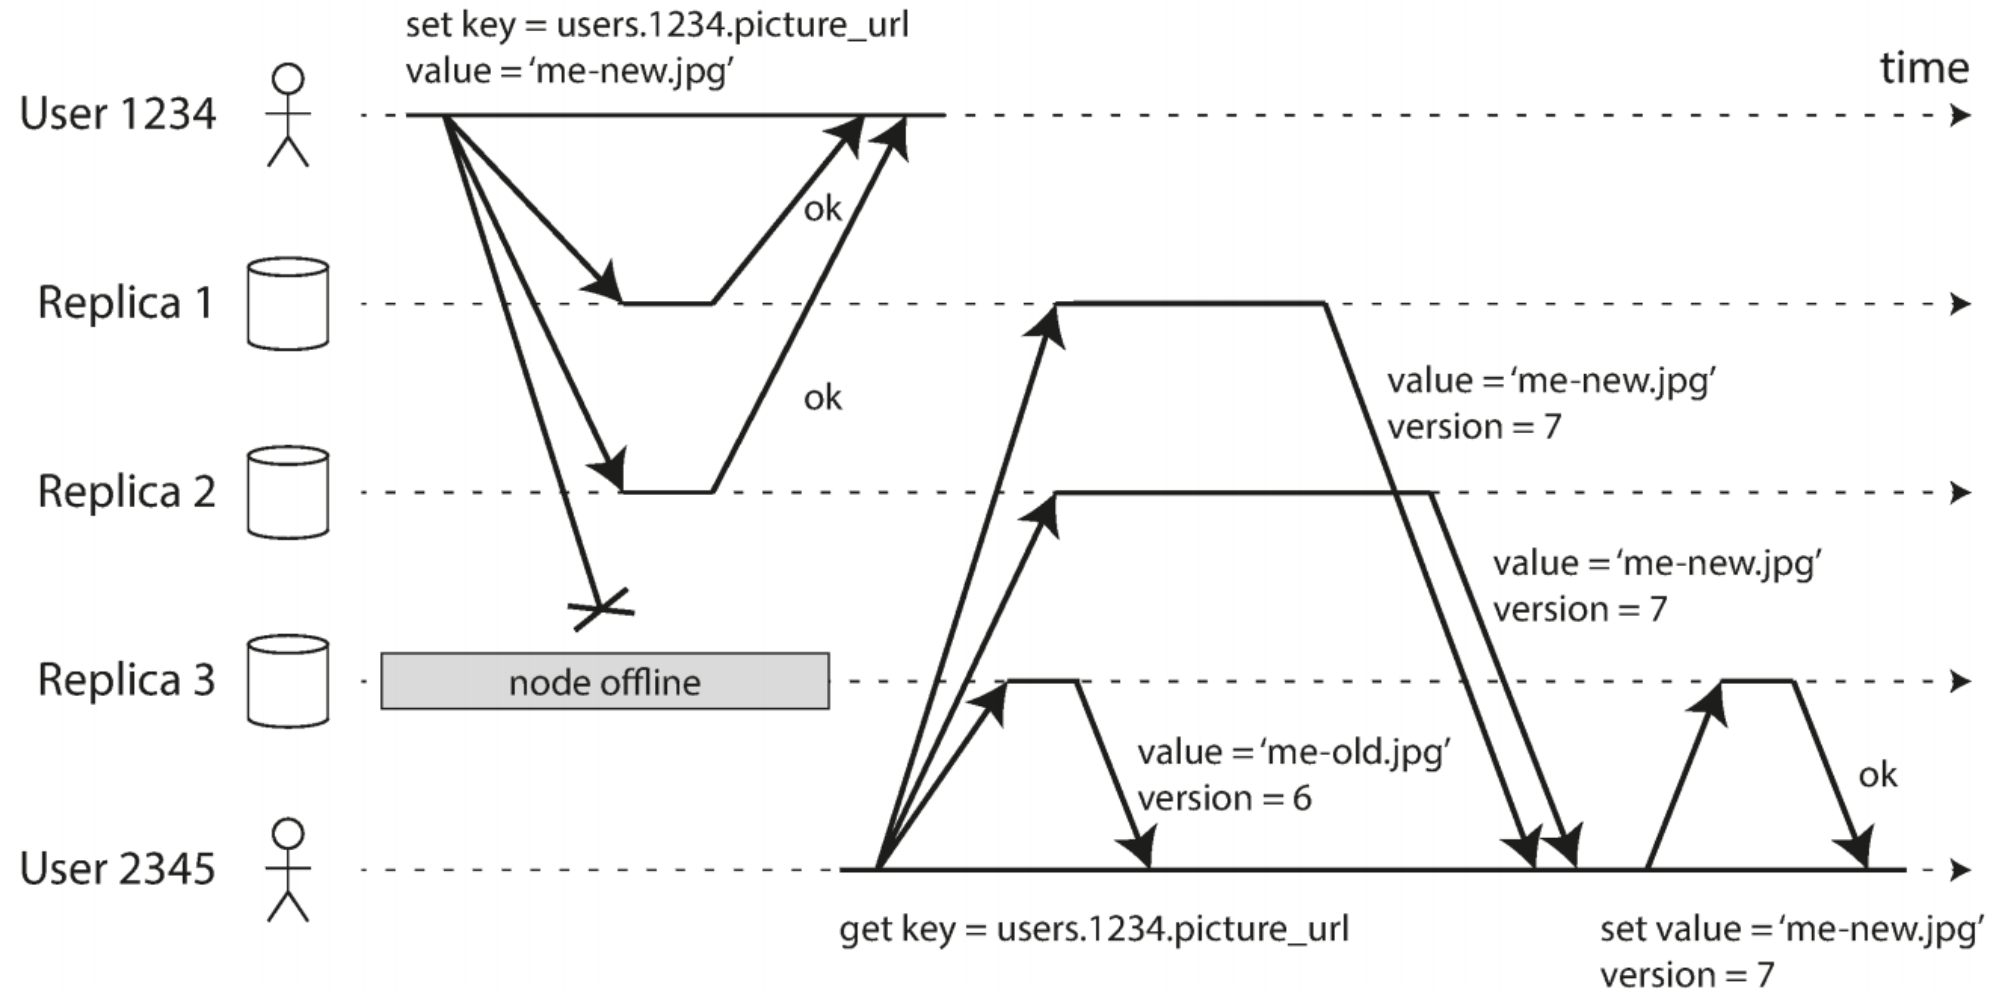 set key = users.1234.picture_url
value = ‘me-new.jpg’
time
User 1234
ok
Replica 1
value = ‘me-new.jpg’
version = 7
ok
Replica 2
value = ‘me-new.jpg’
version = 7
Replica 3
node offline
value = ‘me-old.jpg’
version = 6
ok
User 2345
get key = users.1234.picture_url
set value = ‘me-new.jpg’
version = 7